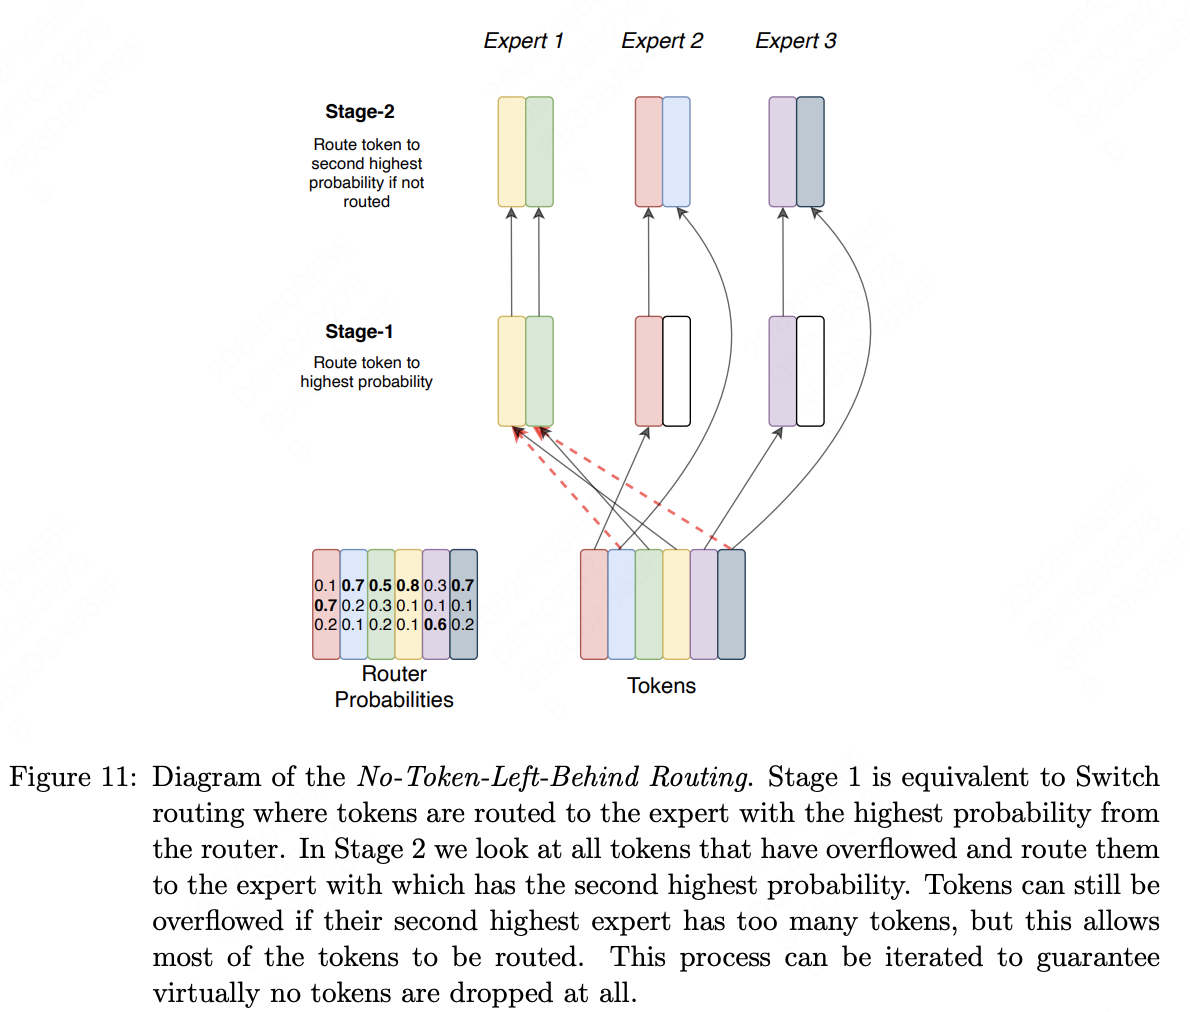 Expert 1 Expert 2 Expert 3
Stage-2
Route token to
second highest
probability if not
routed
Stage-1
Route token to
highest probability
0.1 0.7 0.5 0.8 0.3 0.7
0.7 0.2 0.3 0.1 0.1 0.1
0.2 0.1 0.2 0.1 0.6 0.2
Router
Probabilities
Tokens
Figure 11: Diagram of the No-Token-Left-Behind Routing. Stage 1 is equivalent to Switch
routing where tokens are routed to the expert with the highest probability from
the router. In Stage 2 we look at all tokens that have overflowed and route them
to the expert with which has the second highest probability. Tokens can still be
overflowed if their second highest expert has too many tokens, but this allows
most of the tokens to be routed. This process can be iterated to guarantee
virtually no tokens are dropped at all.